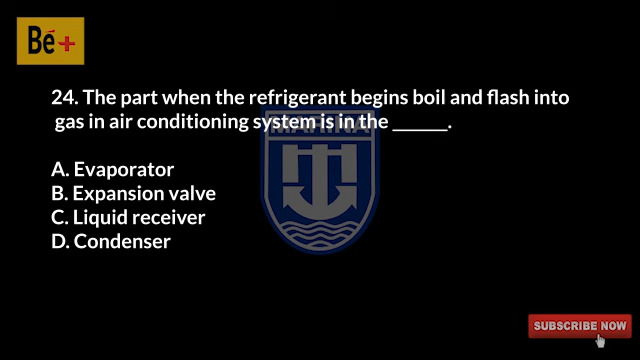 Bé+
24. The part when the refrigerant begins boil and flash into
gas in air conditioning system is in the ______.
MARINA
A. Evaporator
B. Expansion valve
C. Liquid receiver
D. Condenser
SUBSCRIBE NOW